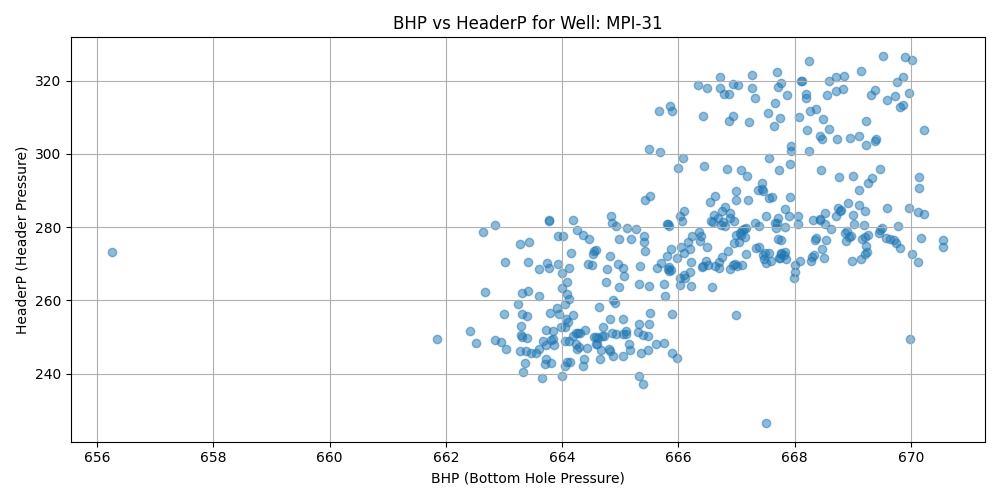 BHP vs HeaderP for Well: MPI-31
HeaderP (Header Pressure)
320
300
280
260
240
656 658 660 662 664 666 668 670
BHP (Bottom Hole Pressure)